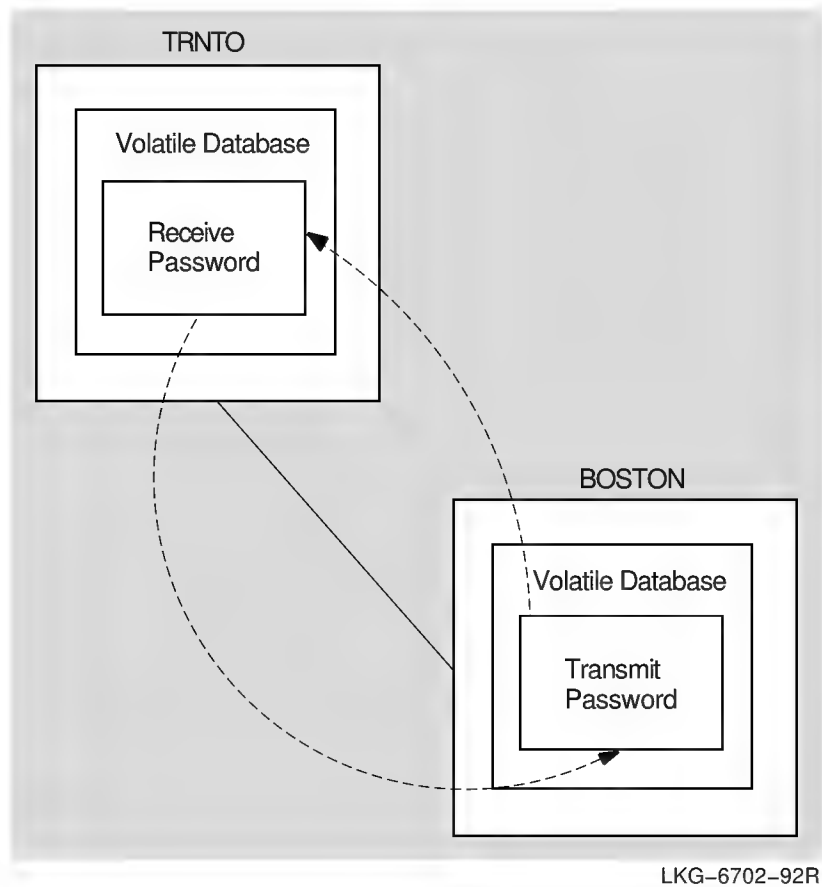 TRNTO
Volatile Database
Receive
Password
BOSTON
Volatile Database
Transmit
Password
LKG–6702–92R